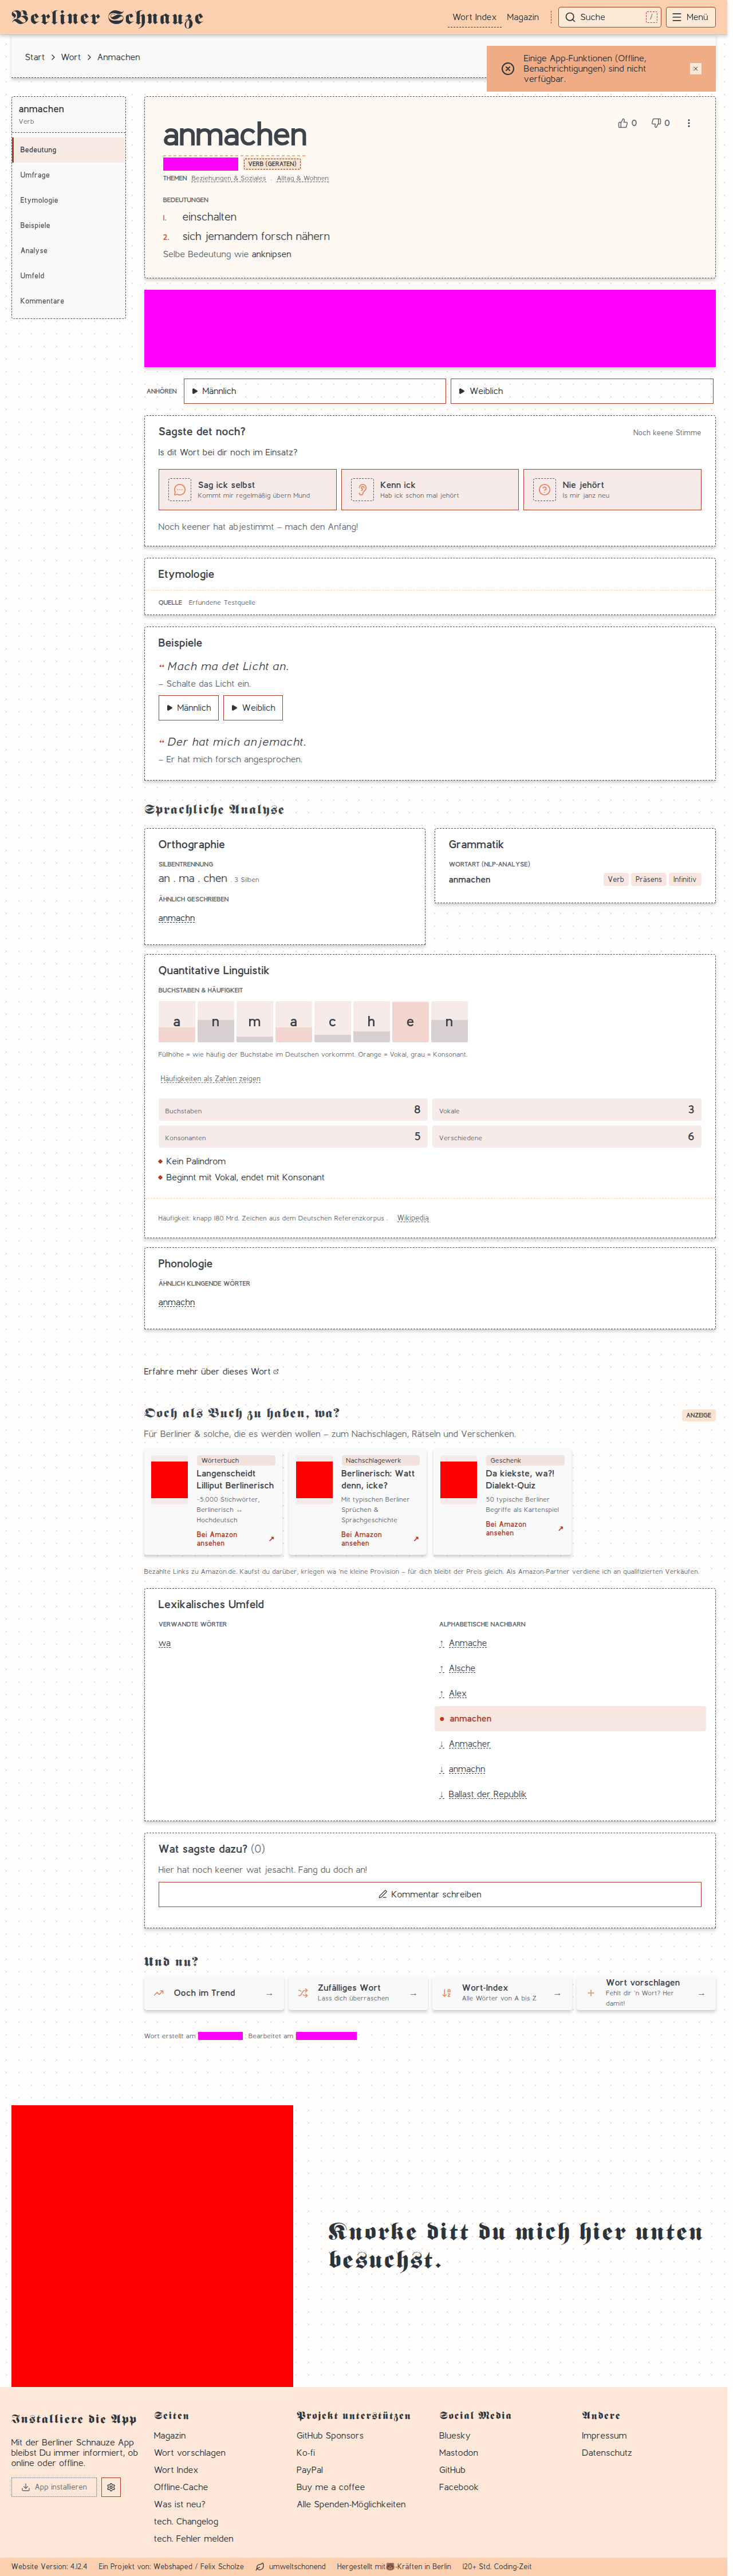 Berliner Schnauze
Wort Index
Magazin
Suche
/
Menü
Start
Wort
Anmachen
Einige App-Funktionen (Offline,
Benachrichtigungen) sind nicht
verfügbar.
anmachen
Verb
Bedeutung
Umfrage
Etymologie
Beispiele
Analyse
Umfeld
Kommentare
anmachen
0
0
VERB (GERATEN)
THEMEN Beziehungen & Soziales . Alltag & Wohnen
BEDEUTUNGEN
1. einschalten
2. sich jemandem forsch nähern
Selbe Bedeutung wie anknipsen
ANHÖREN
Männlich
Weiblich
Sagste det noch?
Noch keene Stimme
Is dit Wort bei dir noch im Einsatz?
Sag ick selbst
Kommt mir regelmäßig übern Mund
Kenn ick
Hab ick schon mal jehört
Nie jehört
Is mir janz neu
Noch keener hat abjestimmt – mach den Anfang!
Etymologie
QUELLE Erfundene Testquelle
Beispiele
Mach ma det Licht an.
– Schalte das Licht ein.
Männlich
Weiblich
Der hat mich anjemacht.
– Er hat mich forsch angesprochen.
Sprachliche Analyse
Orthographie
SILBENTRENNUNG
an . ma . chen . 3 Silben
ÄHNLICH GESCHRIEBEN
anmachn
Grammatik
WORTART (NLP-ANALYSE)
anmachen
Verb Präsens Infinitiv
Quantitative Linguistik
BUCHSTABEN & HÄUFIGKEIT
a n m a c h e n
Füllhöhe = wie häufig der Buchstabe im Deutschen vorkommt. Orange = Vokal, grau = Konsonant.
Häufigkeiten als Zahlen zeigen
Buchstaben 8
Vokale 3
Konsonanten 5
Verschiedene 6
Kein Palindrom
Beginnt mit Vokal, endet mit Konsonant
Häufigkeit: knapp 180 Mrd. Zeichen aus dem Deutschen Referenzkorpus . Wikipedia
Phonologie
ÄHNLICH KLINGENDE WÖRTER
anmachn
Erfahre mehr über dieses Wort
Ooch als Buch zu haben, wa?
ANZEIGE
Für Berliner & solche, die es werden wollen – zum Nachschlagen, Rätseln und Verschenken.
Wörterbuch
Langenscheidt
Lilliput Berlinerisch
~5.000 Stichwörter,
Berlinerisch ↔
Hochdeutsch
Bei Amazon
ansehen ↗
Nachschlagewerk
Berlinerisch: Watt
denn, icke?
Mit typischen Berliner
Sprüchen &
Sprachgeschichte
Bei Amazon
ansehen ↗
Geschenk
Da kiekste, wa?!
Dialekt-Quiz
50 typische Berliner
Begriffe als Kartenspiel
Bei Amazon
ansehen ↗
Bezahlte Links zu Amazon.de. Kaufst du darüber, kriegen wa 'ne kleine Provision – für dich bleibt der Preis gleich. Als Amazon-Partner verdiene ich an qualifizierten Verkäufen.
Lexikalisches Umfeld
VERWANDTE WÖRTER
wa
ALPHABETISCHE NACHBARN
↑ Anmache
↑ Alsche
↑ Alex
anmachen
↓ Anmacher
↓ anmachn
↓ Ballast der Republik
Wat sagste dazu? (0)
Hier hat noch keener wat jesacht. Fang du doch an!
Kommentar schreiben
Und nu?
Ooch im Trend →
Zufälliges Wort
Lass dich überraschen →
Wort-Index
Alle Wörter von A bis Z →
Wort vorschlagen
Fehlt dir 'n Wort? Her
damit! →
Wort erstellt am
Bearbeitet am
Knorke ditt du mich hier unten
besuchst.
Installiere die App
Mit der Berliner Schnauze App
bleibst Du immer informiert, ob
online oder offline.
App installieren
Seiten
Magazin
Wort vorschlagen
Wort Index
Offline-Cache
Was ist neu?
tech. Changelog
tech. Fehler melden
Projekt unterstützen
GitHub Sponsors
Ko-fi
PayPal
Buy me a coffee
Alle Spenden-Möglichkeiten
Social Media
Bluesky
Mastodon
GitHub
Facebook
Andere
Impressum
Datenschutz
Website Version: 4.12.4
Ein Projekt von: Webshaped / Felix Scholze
umweltschonend
Hergestellt mit🐻-Kräften in Berlin
120+ Std. Coding-Zeit